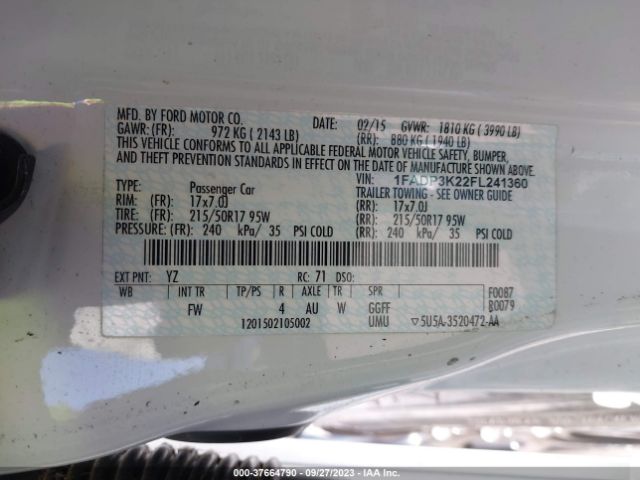 MFD. BY FORD MOTOR CO. DATE: 02/15 GVWR: 1810 KG ( 3990 LB)
GAWR: (FR): 972 KG ( 2143 LB) (RR): 880 KG ( 1940 LB)
THIS VEHICLE CONFORMS TO ALL APPLICABLE FEDERAL MOTOR VEHICLE SAFETY, BUMPER,
AND THEFT PREVENTION STANDARDS IN EFFECT ON THE DATE OF MANUFACTURE SHOWN ABOVE.
VIN: 1FADP3K22FL241360
TYPE: Passenger Car TRAILER TOWING - SEE OWNER GUIDE
RIM: (FR): 17x7.0J (RR): 17x7.0J
TIRE: (FR): 215/50R17 95W (RR): 215/50R17 95W
PRESSURE: (FR): 240 kPa/ 35 PSI COLD (RR): 240 kPa/ 35 PSI COLD
EXT PNT: YZ RC: 71 DSO:
WB INT TR TP/PS R AXLE TR SPR F0087
FW 4 AU W GGFF B0079
1201502105002 UMU ▽5U5A-3520472-AA
000-37664790 - 09/27/2023 - IAA Inc.